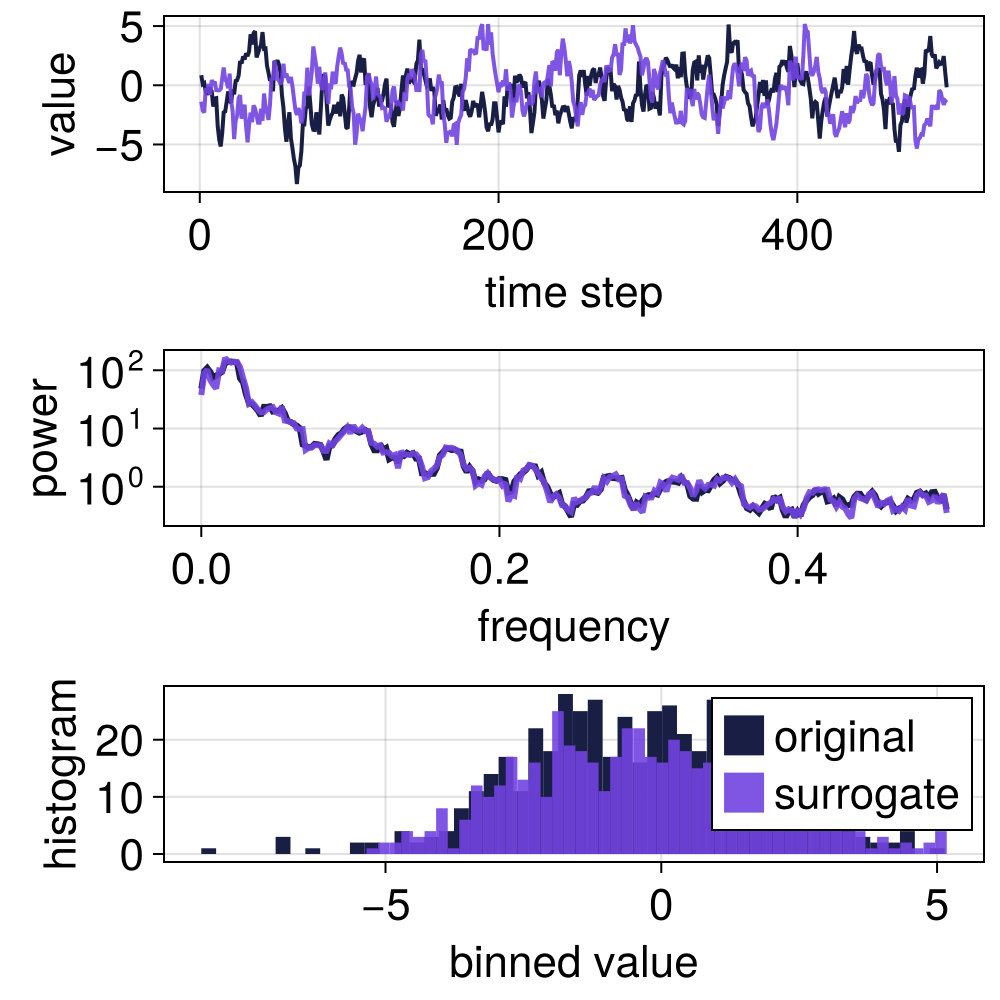 value
5
0
−5
0 200 400
time step
power
10²
10¹
10⁰
0.0 0.2 0.4
frequency
histogram
20
10
0
original
surrogate
−5 0 5
binned value